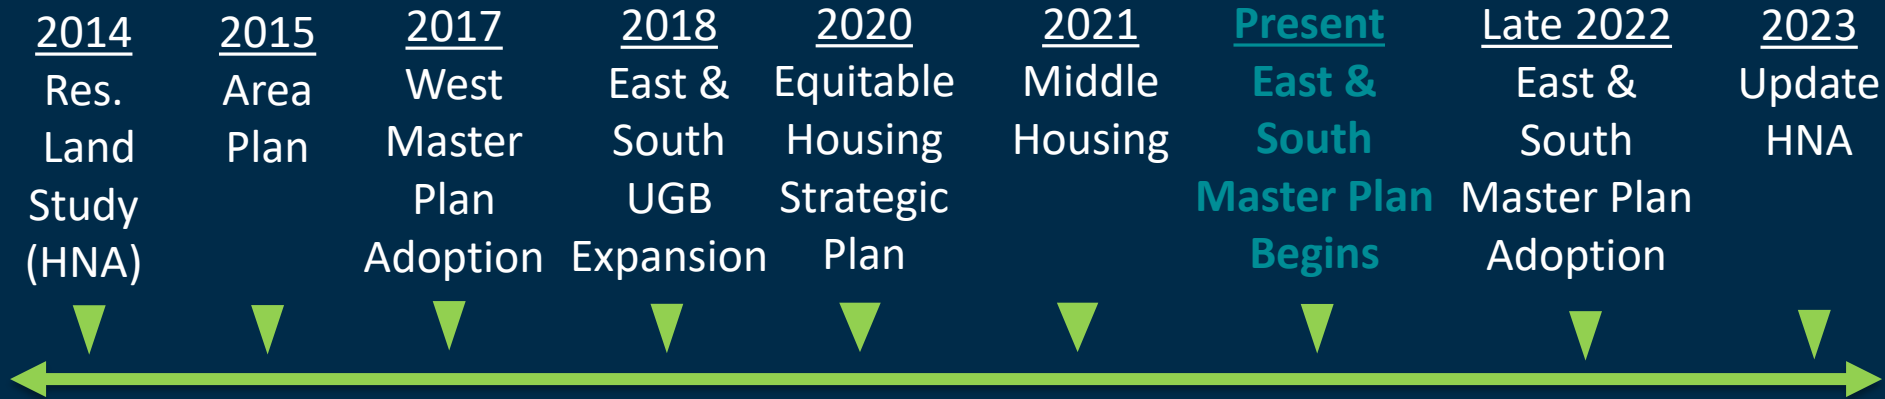 2014
Res.
Land
Study
(HNA)
2015
Area
Plan
2017
West
Master
Plan
Adoption
2018
East &
South
UGB
Expansion
2020
Equitable
Housing
Strategic
Plan
2021
Middle
Housing
Present
East &
South
Master Plan
Begins
Late 2022
East &
South
Master Plan
Adoption
2023
Update
HNA